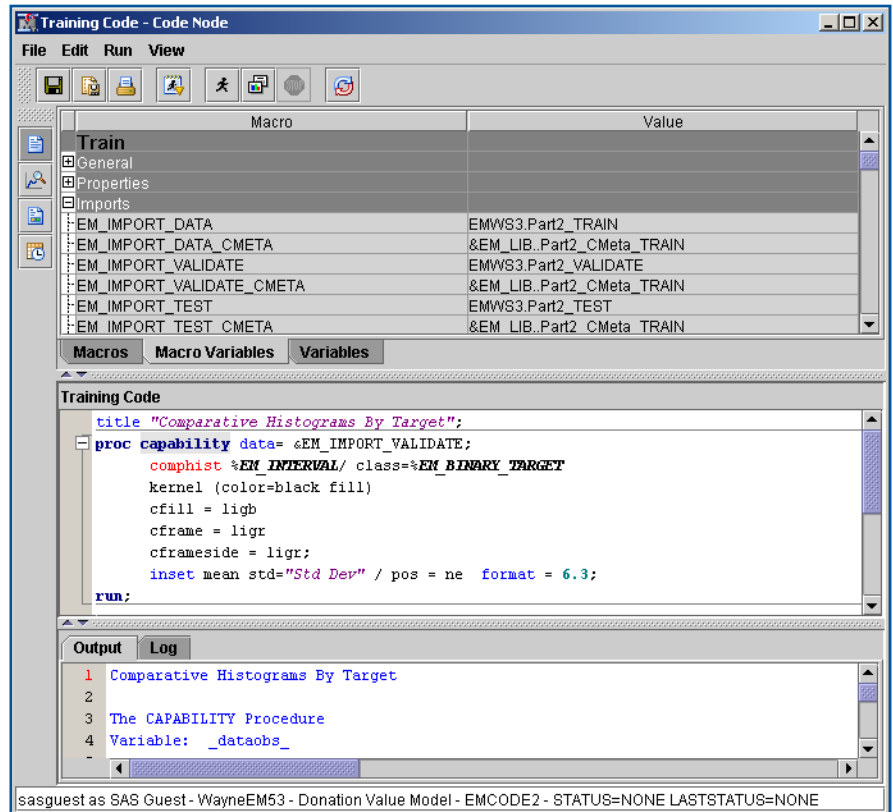 Training Code - Code Node
File Edit Run View
Macro Value
Train
General
Properties
Imports
EM_IMPORT_DATA EMWS3.Part2_TRAIN
EM_IMPORT_DATA_CMETA &EM_LIB..Part2_CMeta_TRAIN
EM_IMPORT_VALIDATE EMWS3.Part2_VALIDATE
EM_IMPORT_VALIDATE_CMETA &EM_LIB..Part2_CMeta_TRAIN
EM_IMPORT_TEST EMWS3.Part2_TEST
EM_IMPORT_TEST_CMETA &EM_LIB..Part2_CMeta_TRAIN
Macros Macro Variables Variables
Training Code
title "Comparative Histograms By Target";
proc capability data= &EM_IMPORT_VALIDATE;
comphist %EM_INTERVAL/ class=%EM_BINARY_TARGET
kernel (color=black fill)
cfill = ligb
cframe = ligr
cframeside = ligr;
inset mean std="Std Dev" / pos = ne format = 6.3;
run;
Output Log
1 Comparative Histograms By Target
2
3 The CAPABILITY Procedure
4 Variable: _dataobs_
sasguest as SAS Guest - WayneEM53 - Donation Value Model - EMCODE2 - STATUS=NONE LASTSTATUS=NONE